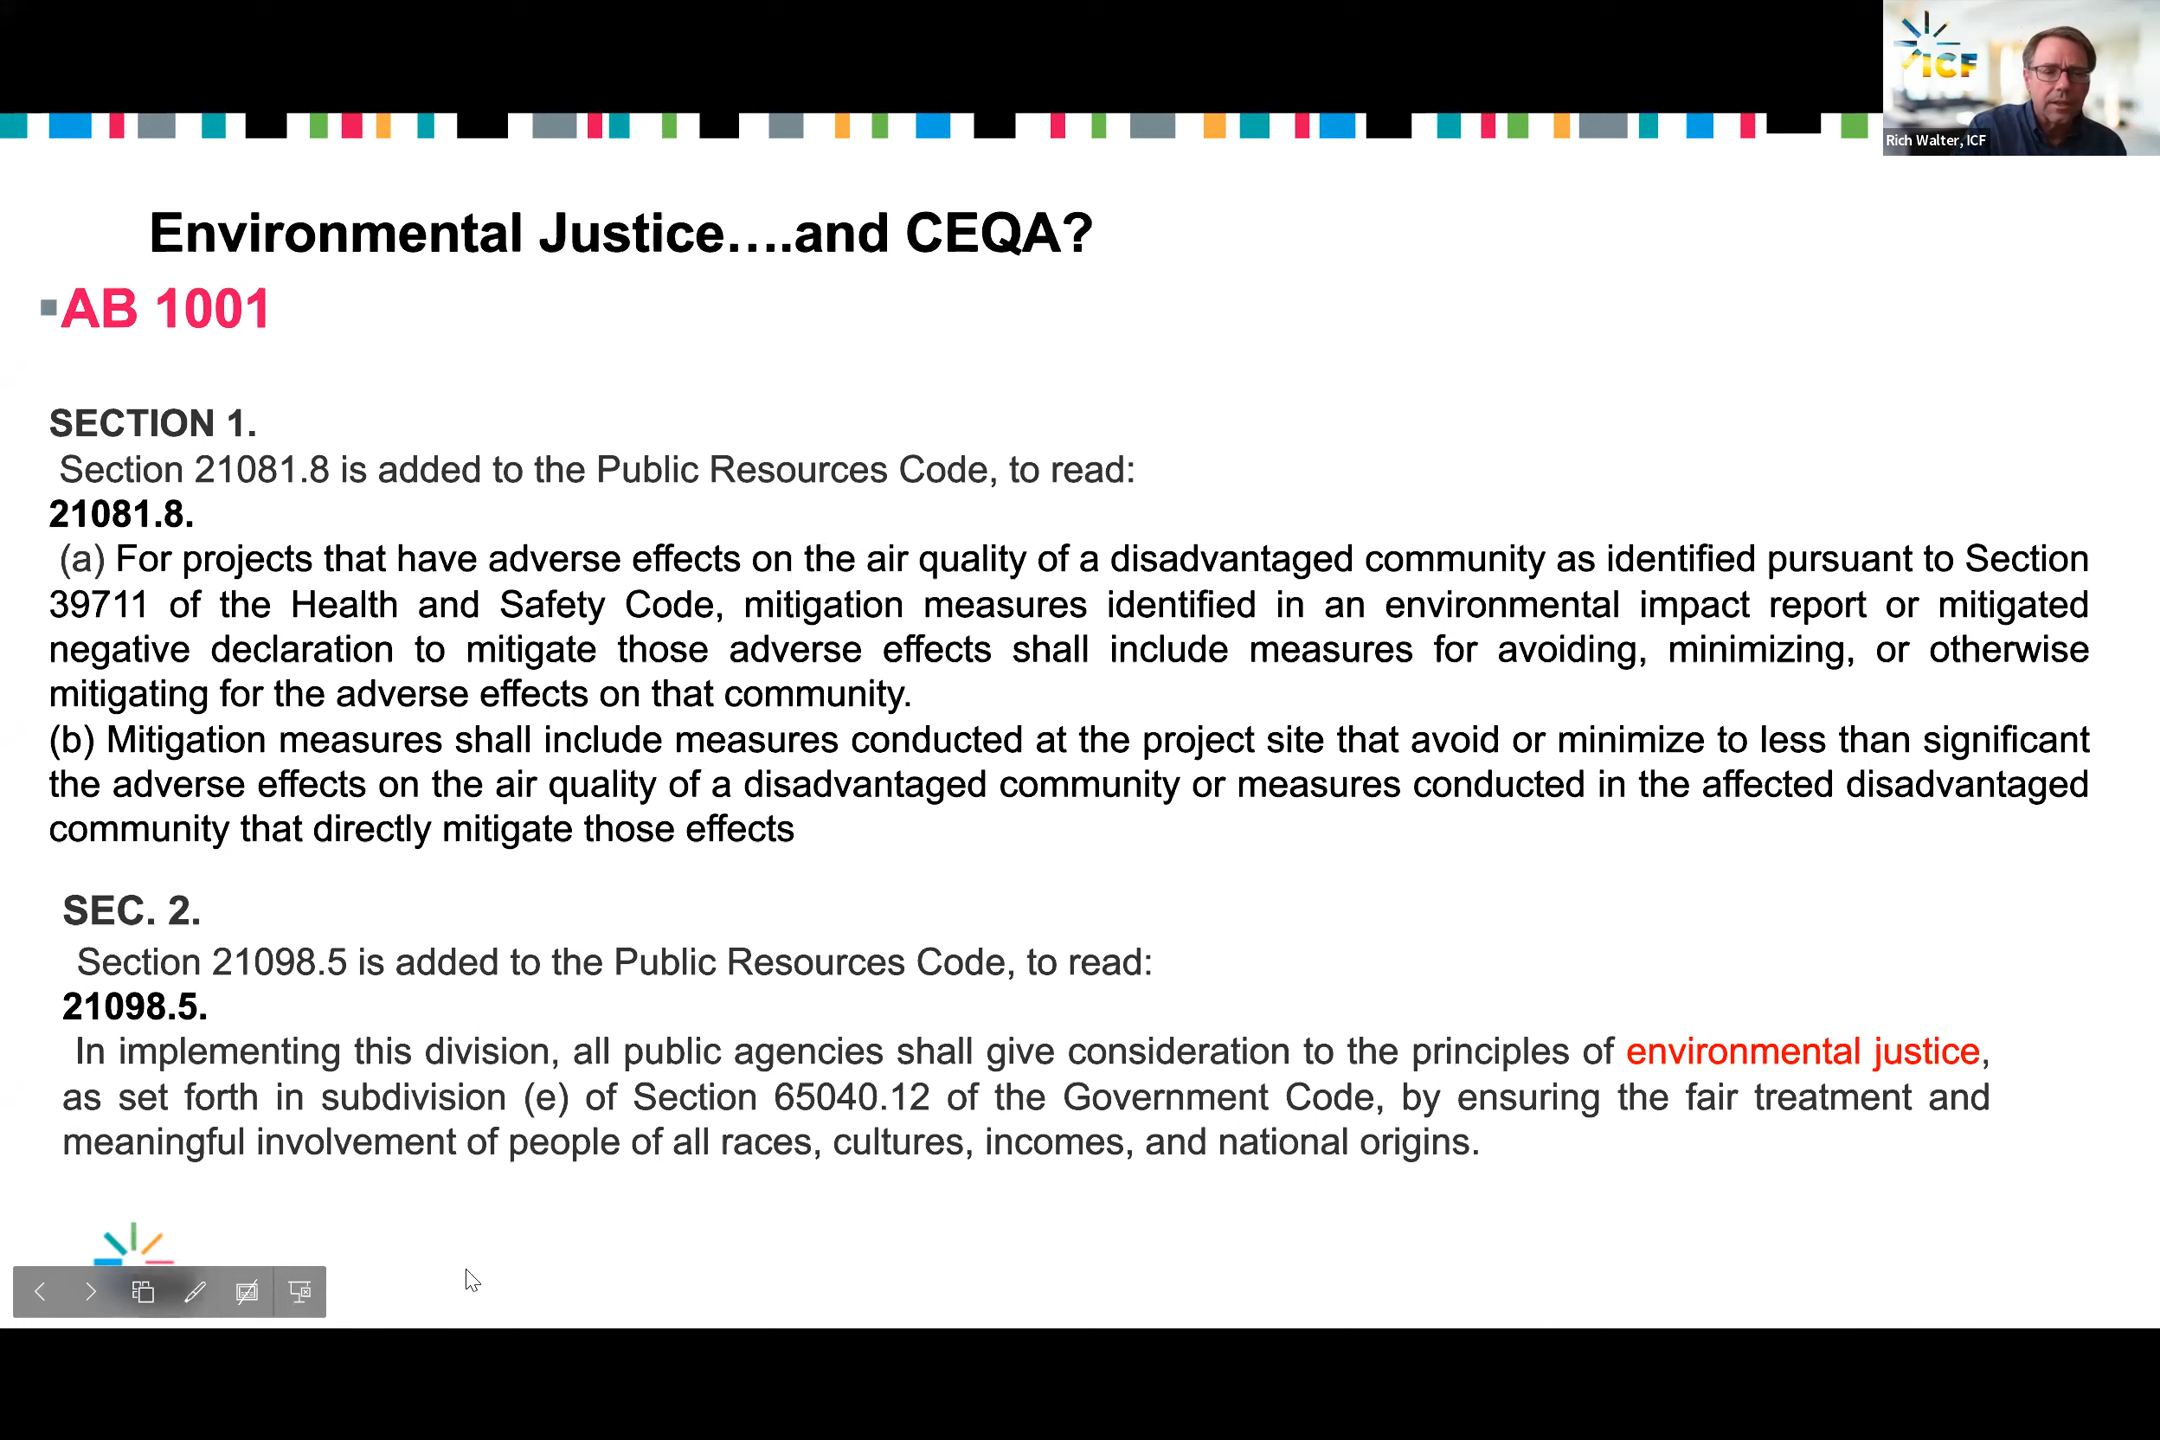 ICF
Rich Walter, ICF
Environmental Justice....and CEQA?
▪AB 1001
SECTION 1.
Section 21081.8 is added to the Public Resources Code, to read:
21081.8.
(a) For projects that have adverse effects on the air quality of a disadvantaged community as identified pursuant to Section
39711 of the Health and Safety Code, mitigation measures identified in an environmental impact report or mitigated
negative declaration to mitigate those adverse effects shall include measures for avoiding, minimizing, or otherwise
mitigating for the adverse effects on that community.
(b) Mitigation measures shall include measures conducted at the project site that avoid or minimize to less than significant
the adverse effects on the air quality of a disadvantaged community or measures conducted in the affected disadvantaged
community that directly mitigate those effects
SEC. 2.
Section 21098.5 is added to the Public Resources Code, to read:
21098.5.
In implementing this division, all public agencies shall give consideration to the principles of environmental justice,
as set forth in subdivision (e) of Section 65040.12 of the Government Code, by ensuring the fair treatment and
meaningful involvement of people of all races, cultures, incomes, and national origins.